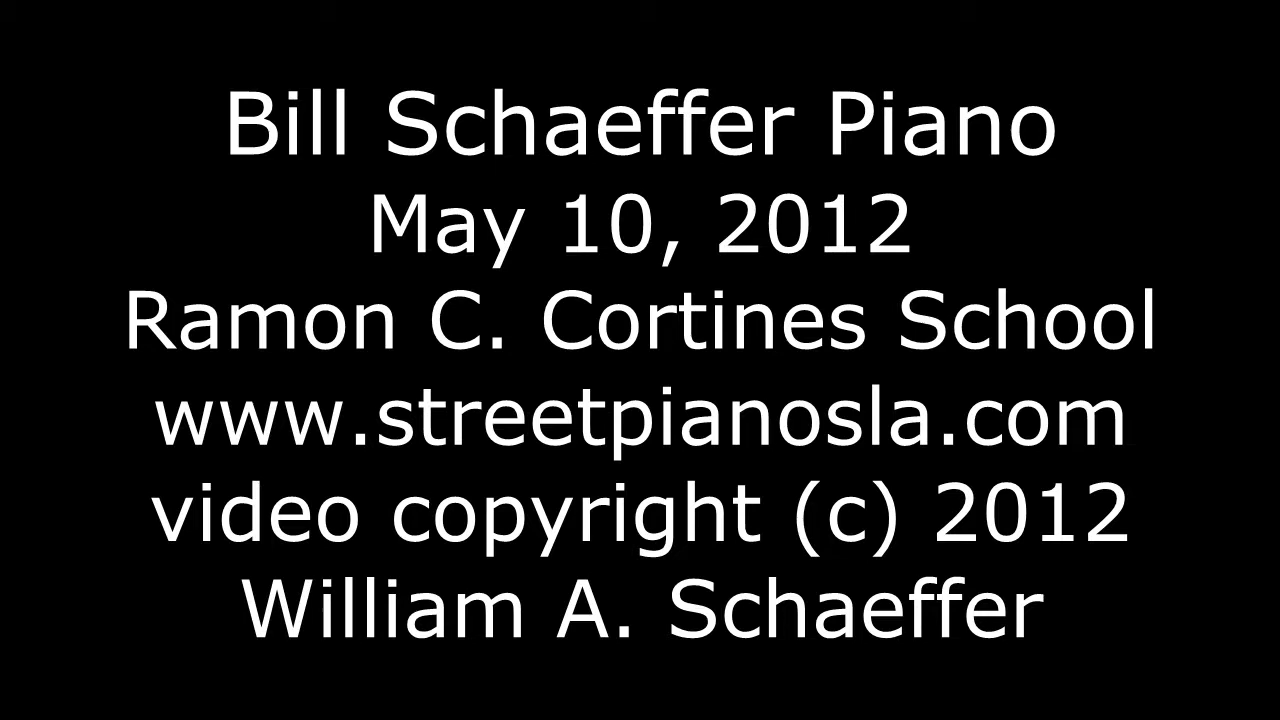 Bill Schaeffer Piano
May 10, 2012
Ramon C. Cortines School
www.streetpianosla.com
video copyright (c) 2012
William A. Schaeffer